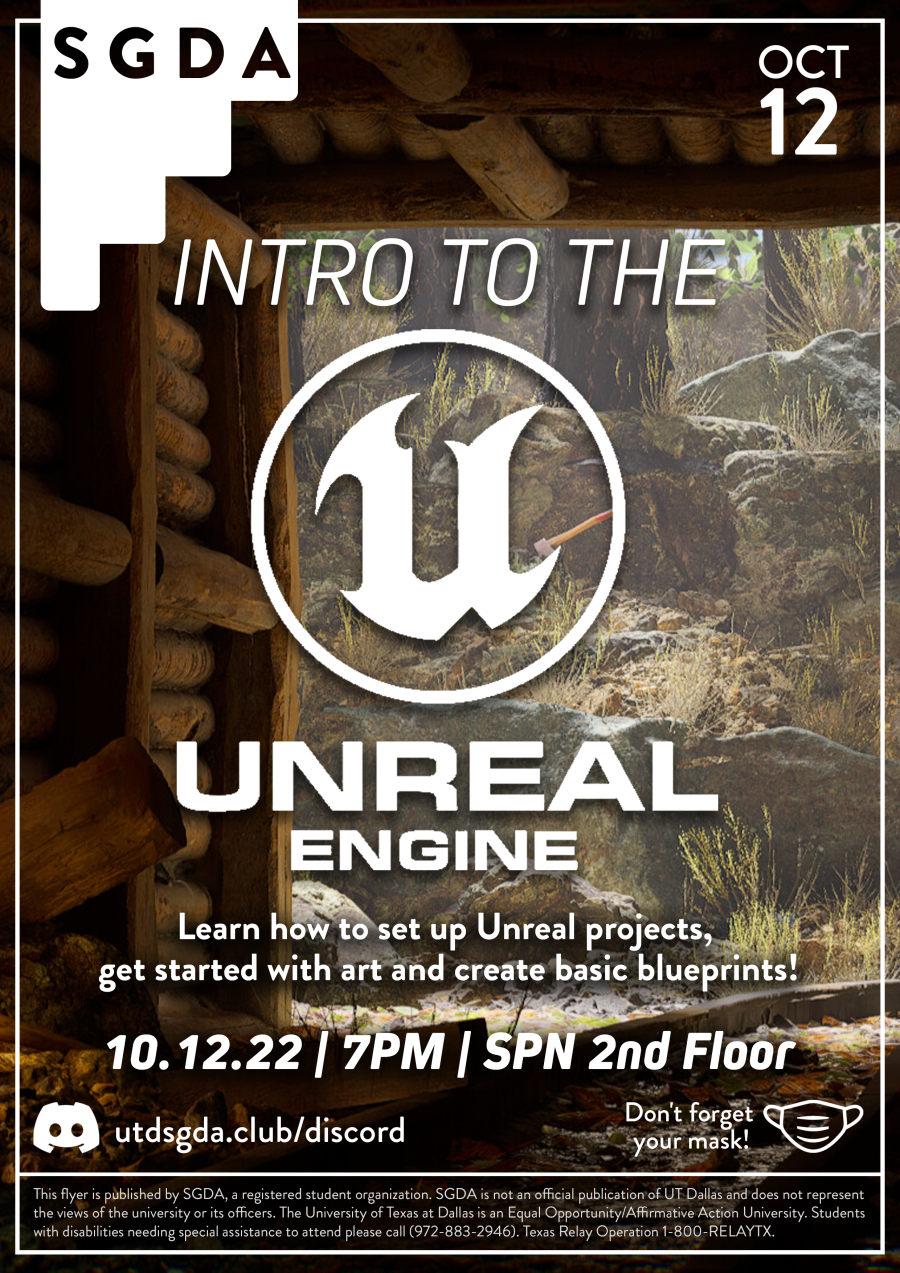 SGDA
OCT
12
INTRO TO THE
UNREAL
ENGINE
Learn how to set up Unreal projects,
get started with art and create basic blueprints!
10.12.22 | 7PM | SPN 2nd Floor
utdsgda.club/discord
Don't forget
your mask!
This flyer is published by SGDA, a registered student organization. SGDA is not an official publication of UT Dallas and does not represent
the views of the university or its officers. The University of Texas at Dallas is an Equal Opportunity/Affirmative Action University. Students
with disabilities needing special assistance to attend please call (972-883-2946). Texas Relay Operation 1-800-RELAYTX.